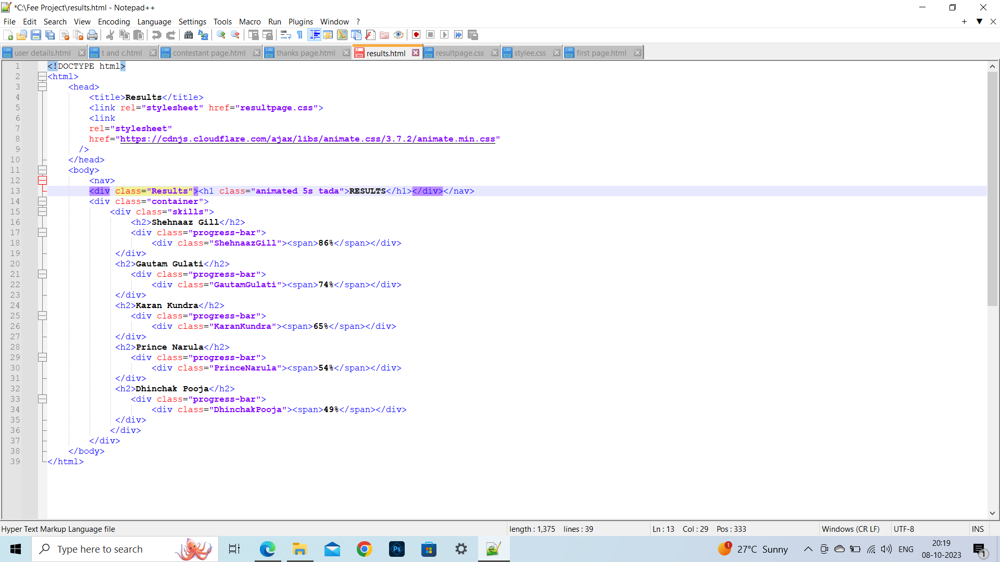 *C:\Fee Project\results.html - Notepad++
File Edit Search View Encoding Language Settings Tools Macro Run Plugins Window ?
user details.html t and c.html contestant page.html thanks page.html results.html resultpage.css stylee.css first page.html
1 <!DOCTYPE html>
2 <html>
3 <head>
4 <title>Results</title>
5 <link rel="stylesheet" href="resultpage.css">
6 <link
7 rel="stylesheet"
8 href="https://cdnjs.cloudflare.com/ajax/libs/animate.css/3.7.2/animate.min.css"
9 />
10 </head>
11 <body>
12 <nav>
13 <div class="Results"><h1 class="animated 5s tada">RESULTS</h1></div></nav>
14 <div class="container">
15 <div class="skills">
16 <h2>Shehnaaz Gill</h2>
17 <div class="progress-bar">
18 <div class="ShehnaazGill"><span>86%</span></div>
19 </div>
20 <h2>Gautam Gulati</h2>
21 <div class="progress-bar">
22 <div class="GautamGulati"><span>74%</span></div>
23 </div>
24 <h2>Karan Kundra</h2>
25 <div class="progress-bar">
26 <div class="KaranKundra"><span>65%</span></div>
27 </div>
28 <h2>Prince Narula</h2>
29 <div class="progress-bar">
30 <div class="PrinceNarula"><span>54%</span></div>
31 </div>
32 <h2>Dhinchak Pooja</h2>
33 <div class="progress-bar">
34 <div class="DhinchakPooja"><span>49%</span></div>
35 </div>
36 </div>
37 </div>
38 </body>
39 </html>
Hyper Text Markup Language file length : 1,375 lines : 39 Ln : 13 Col : 29 Pos : 333 Windows (CR LF) UTF-8 INS
Type here to search Ps 1 27°C Sunny ENG 20:19
08-10-2023 1